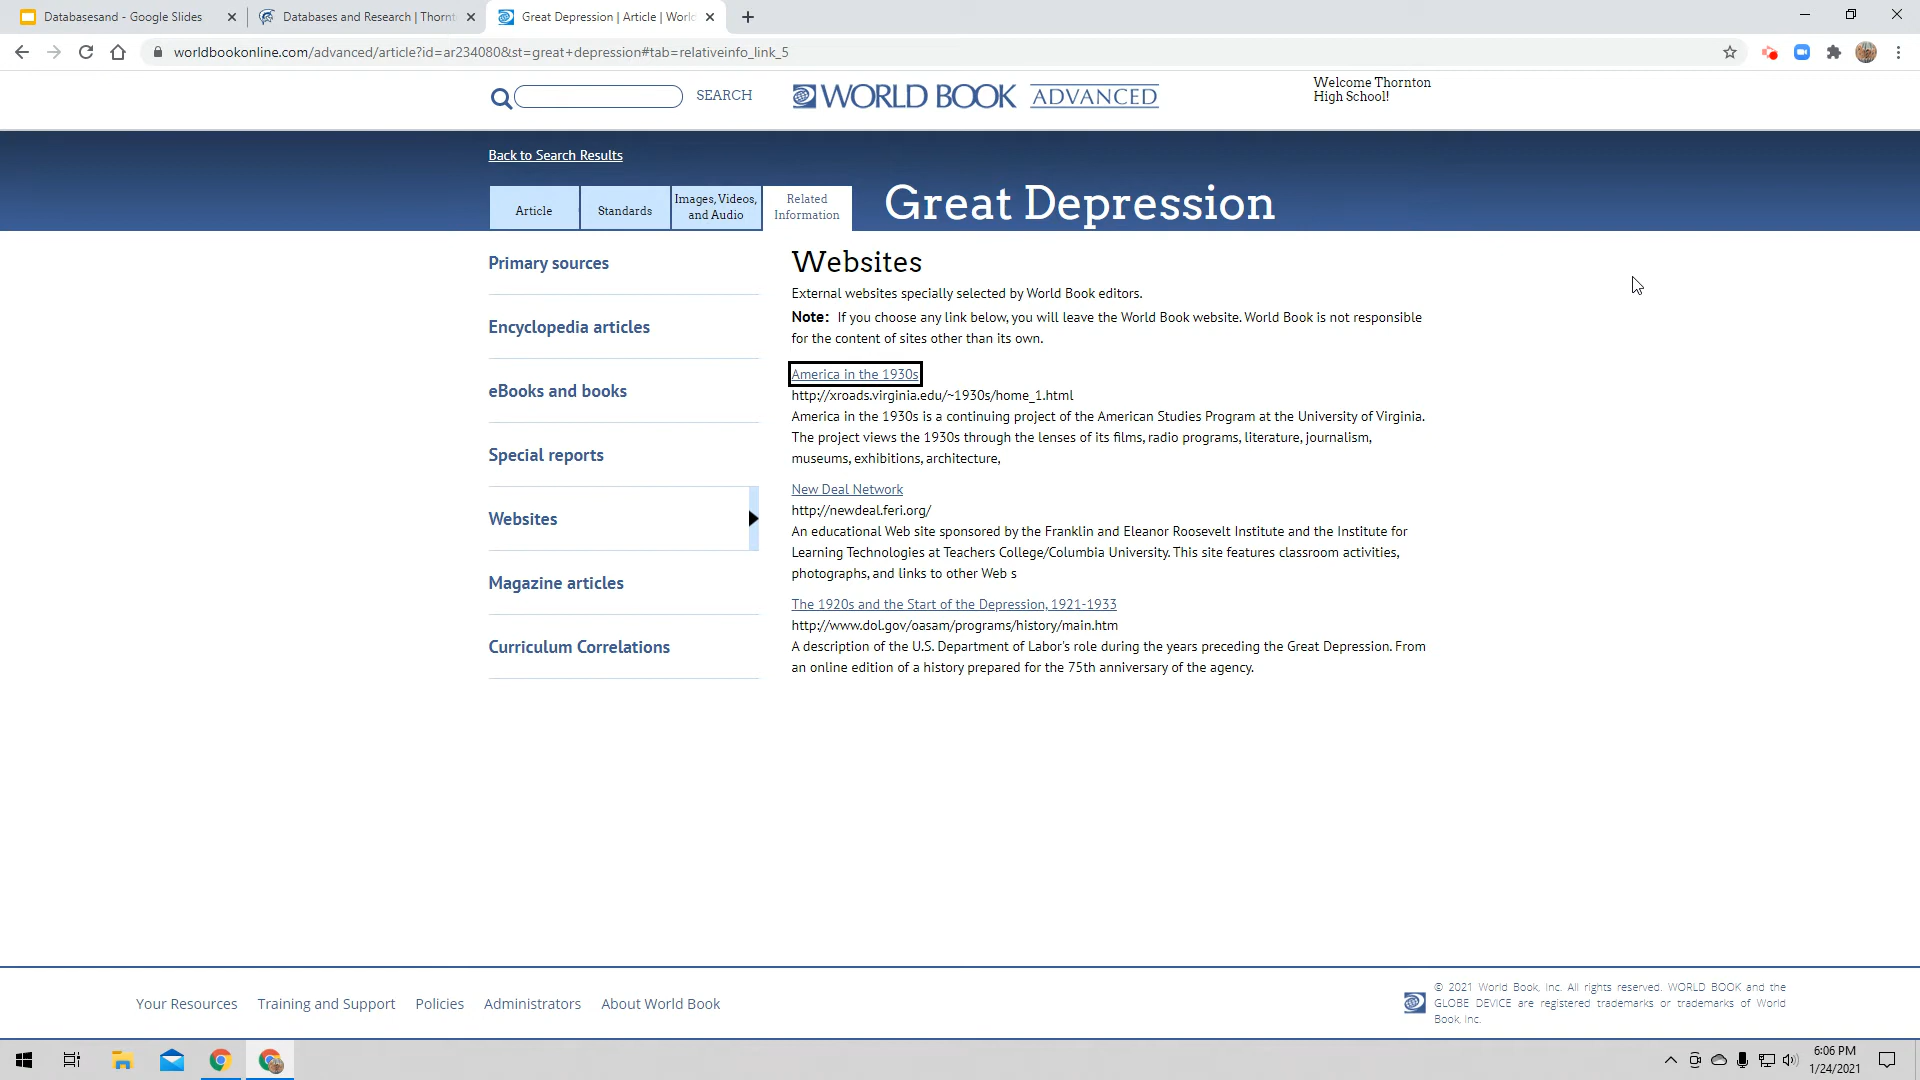 Databasesand - Google Slides
Databases and Research | Thornt
Great Depression | Article | World
worldbookonline.com/advanced/article?id=ar234080&st=great+depression#tab=relativeinfo_link_5
SEARCH
WORLD BOOK ADVANCED
Welcome Thornton
High School!
Back to Search Results
Article
Standards
Images, Videos,
and Audio
Related
Information
Great Depression
Primary sources
Encyclopedia articles
eBooks and books
Special reports
Websites
Magazine articles
Curriculum Correlations
Websites
External websites specially selected by World Book editors.
Note: If you choose any link below, you will leave the World Book website. World Book is not responsible
for the content of sites other than its own.
America in the 1930s
http://xroads.virginia.edu/~1930s/home_1.html
America in the 1930s is a continuing project of the American Studies Program at the University of Virginia.
The project views the 1930s through the lenses of its films, radio programs, literature, journalism,
museums, exhibitions, architecture,
New Deal Network
http://newdeal.feri.org/
An educational Web site sponsored by the Franklin and Eleanor Roosevelt Institute and the Institute for
Learning Technologies at Teachers College/Columbia University. This site features classroom activities,
photographs, and links to other Web s
The 1920s and the Start of the Depression, 1921-1933
http://www.dol.gov/oasam/programs/history/main.htm
A description of the U.S. Department of Labor's role during the years preceding the Great Depression. From
an online edition of a history prepared for the 75th anniversary of the agency.
Your Resources
Training and Support
Policies
Administrators
About World Book
© 2021 World Book, Inc. All rights reserved. WORLD BOOK and the
GLOBE DEVICE are registered trademarks or trademarks of World
Book, Inc.
6:06 PM
1/24/2021